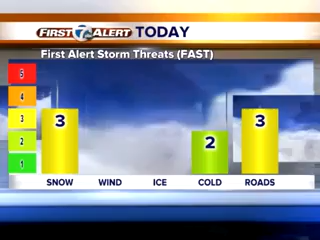 FIRST 7 ALERT TODAY
First Alert Storm Threats (FAST)
5
4
3
2
1
3
2
3
SNOW WIND ICE COLD ROADS